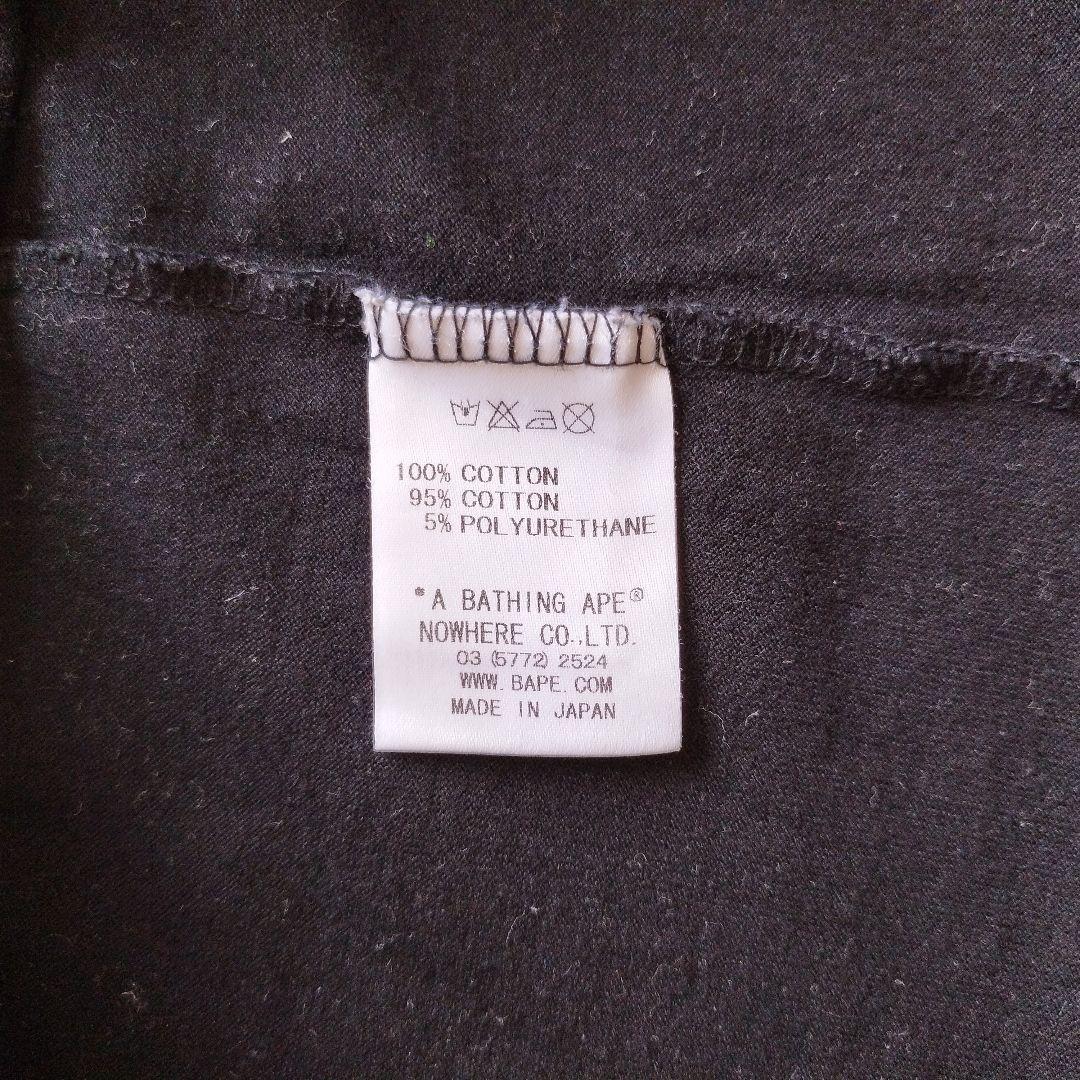 100% COTTON
95% COTTON
5% POLYURETHANE
"A BATHING APE®
NOWHERE CO.,LTD.
03 (5772) 2524
WWW. BAPE. COM
MADE IN JAPAN